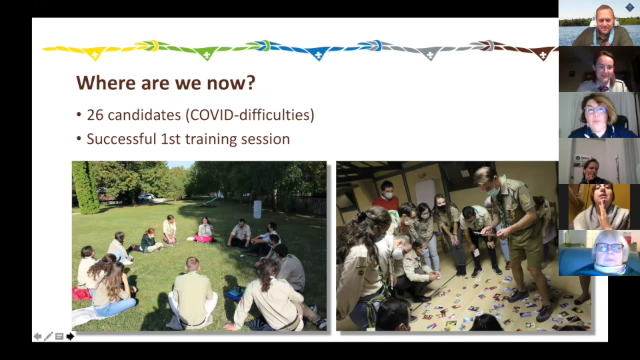 Where are we now?
• 26 candidates (COVID-difficulties)
• Successful 1st training session